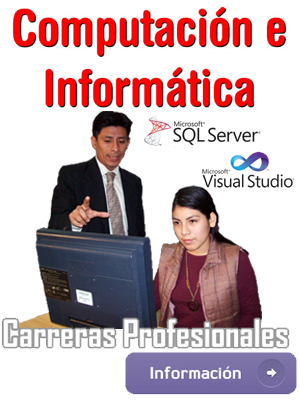 Computación e
Informática
Microsoft
SQL Server
Microsoft
Visual Studio
Carreras Profesionales
Información